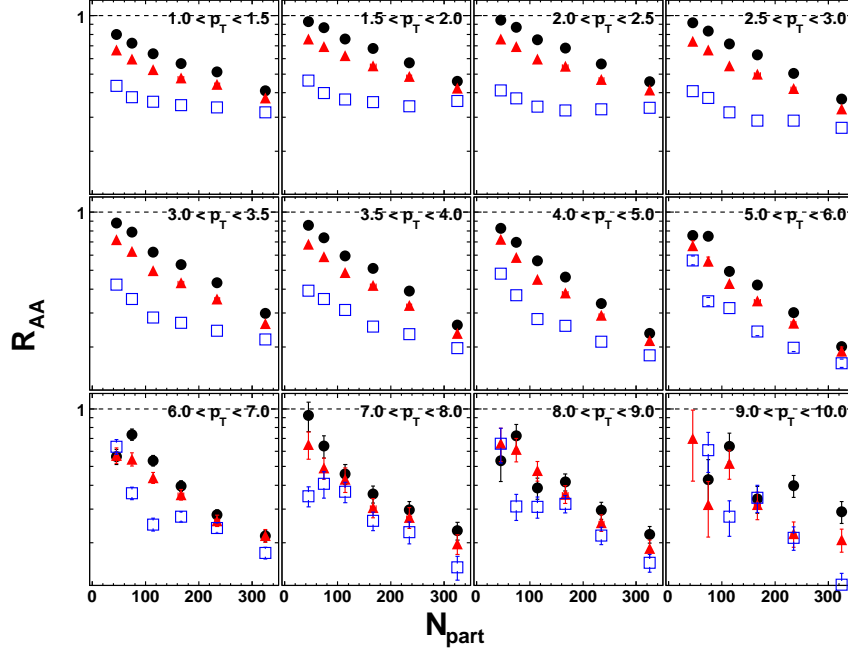 1
1.0 < p_T < 1.5
1.5 < p_T < 2.0
2.0 < p_T < 2.5
2.5 < p_T < 3.0
1
3.0 < p_T < 3.5
3.5 < p_T < 4.0
4.0 < p_T < 5.0
5.0 < p_T < 6.0
R_AA
1
6.0 < p_T < 7.0
7.0 < p_T < 8.0
8.0 < p_T < 9.0
9.0 < p_T < 10.0
0 100 200 300 0 100 200 300 0 100 200 300 0 100 200 300
N_part